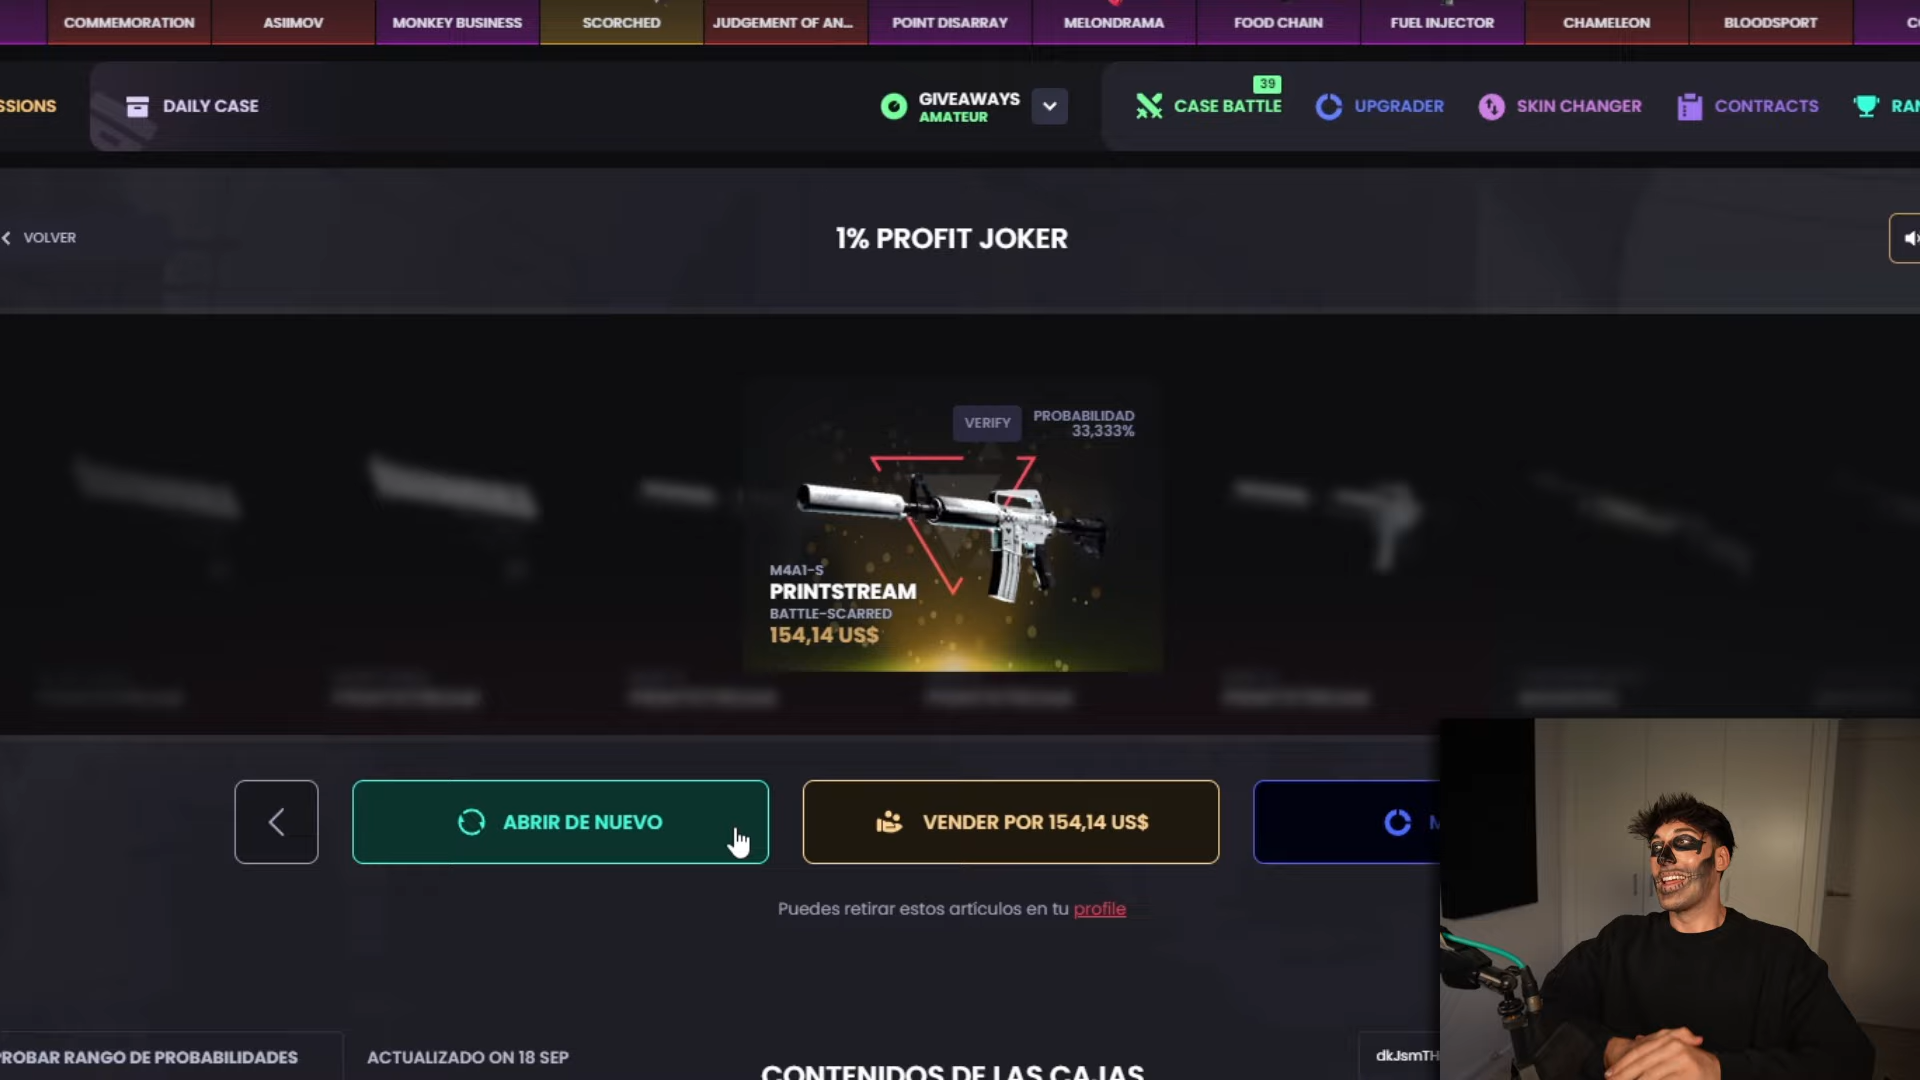 COMMEMORATION
ASIIMOV
MONKEY BUSINESS
SCORCHED
JUDGEMENT OF AN...
POINT DISARRAY
MELONDRAMA
FOOD CHAIN
FUEL INJECTOR
CHAMELEON
BLOODSPORT
SSIONS
DAILY CASE
GIVEAWAYS
AMATEUR
39
CASE BATTLE
UPGRADER
SKIN CHANGER
CONTRACTS
RAN
VOLVER
1% PROFIT JOKER
VERIFY
PROBABILIDAD
33,333%
M4A1-S
PRINTSTREAM
BATTLE-SCARRED
154,14 US$
ABRIR DE NUEVO
VENDER POR 154,14 US$
M
Puedes retirar estos artículos en tu profile
ROBAR RANGO DE PROBABILIDADES
ACTUALIZADO ON 18 SEP
CONTENIDOS DE LAS CAJAS
dkJsmTH